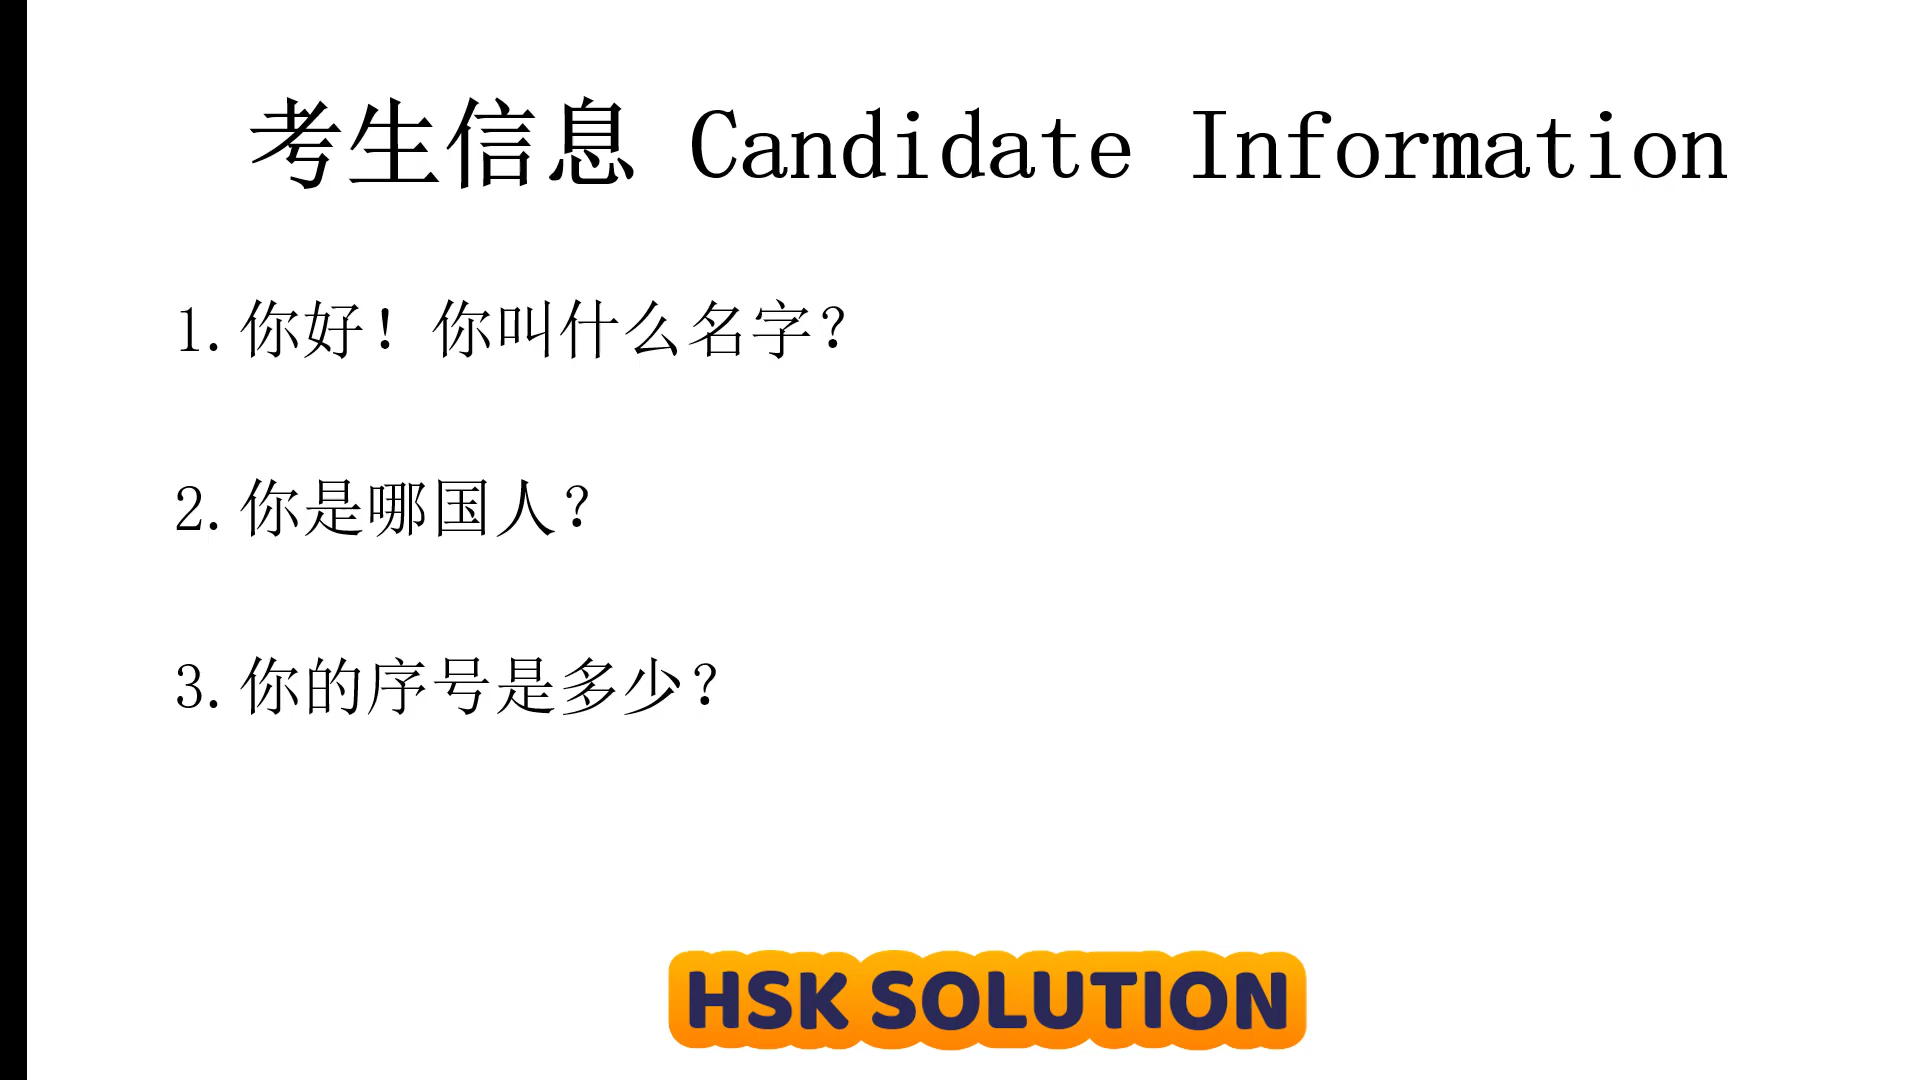 考生信息 Candidate Information
1.你好！你叫什么名字？
2.你是哪国人？
3.你的序号是多少？
HSK SOLUTION